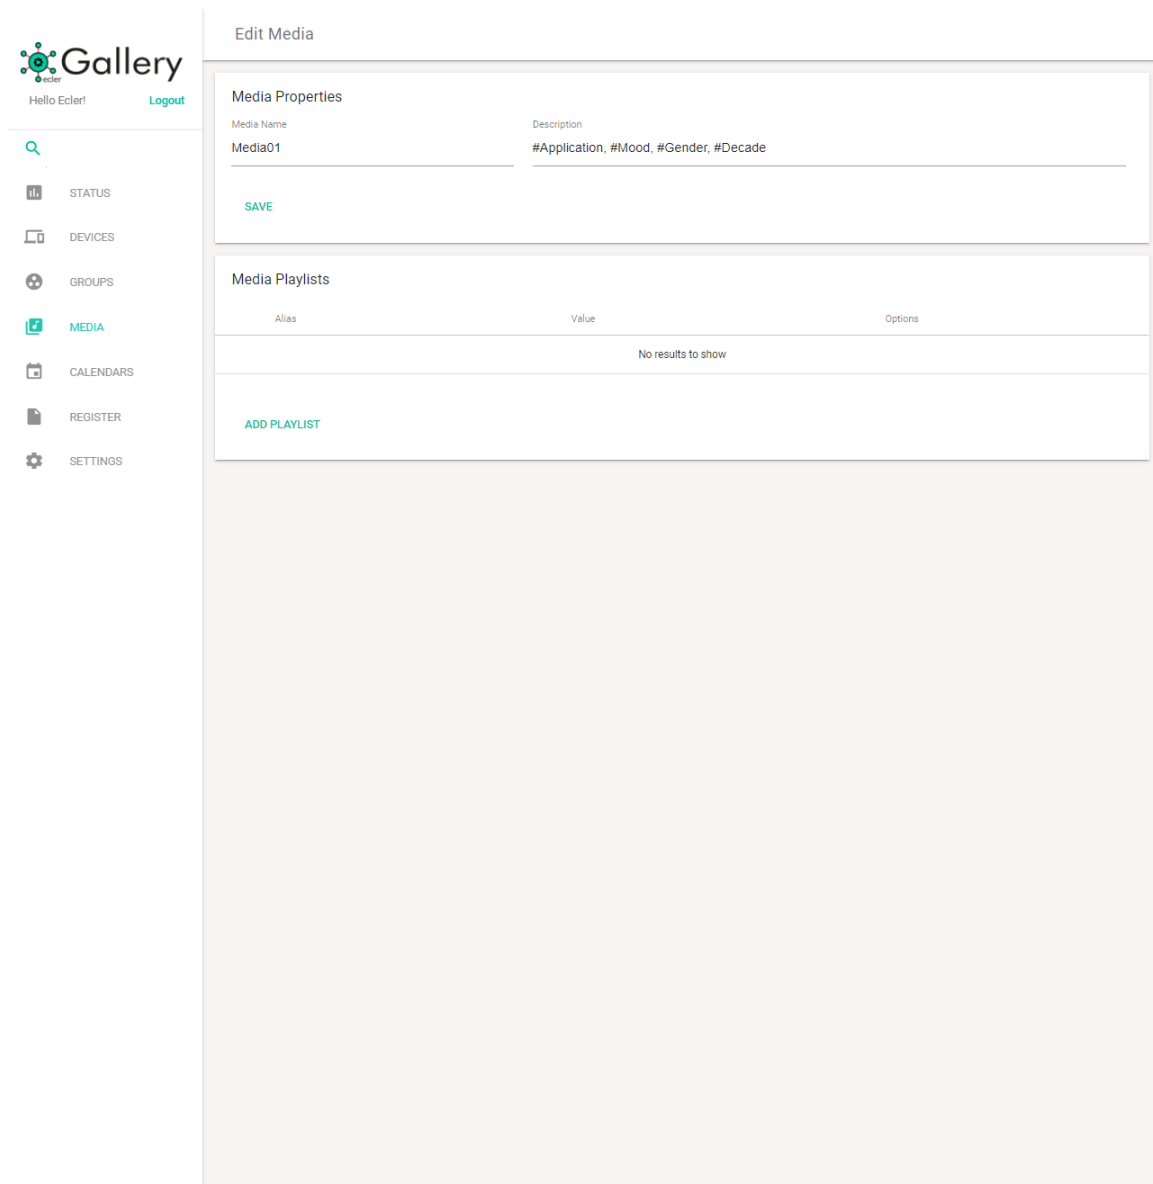 Edit Media
Gallery
ecler
Hello Ecler! Logout
STATUS
DEVICES
GROUPS
MEDIA
CALENDARS
REGISTER
SETTINGS
Media Properties
Media Name Description
Media01 #Application, #Mood, #Gender, #Decade
SAVE
Media Playlists
Alias Value Options
No results to show
ADD PLAYLIST